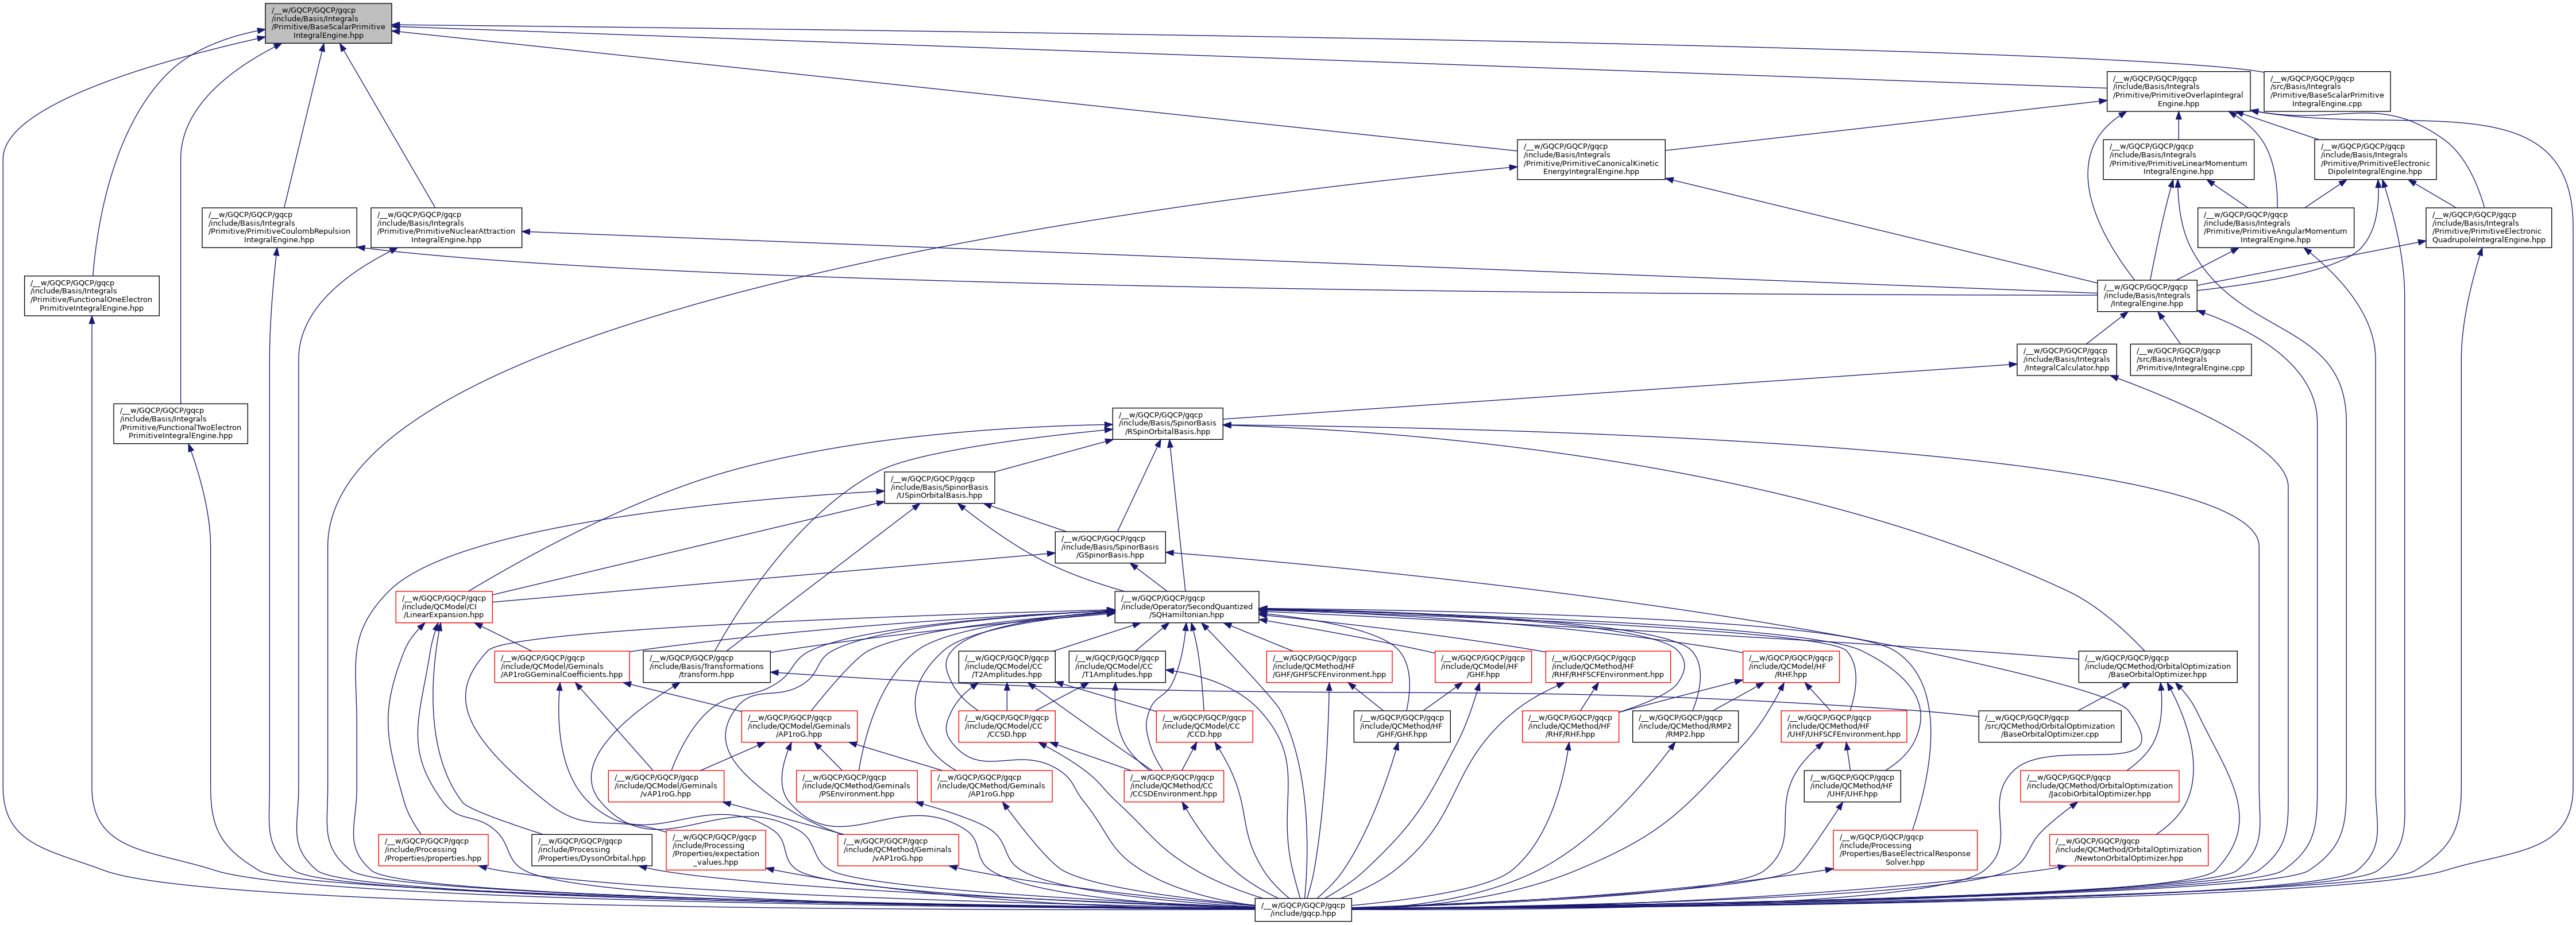 /__w/GQCP/GQCP/gqcp
/include/Basis/Integrals
/Primitive/BaseScalarPrimitive
IntegralEngine.hpp
/__w/GQCP/GQCP/gqcp
/include/Basis/Integrals
/Primitive/PrimitiveOverlapIntegral
Engine.hpp
/__w/GQCP/GQCP/gqcp
/src/Basis/Integrals
/Primitive/BaseScalarPrimitive
IntegralEngine.cpp
/__w/GQCP/GQCP/gqcp
/include/Basis/Integrals
/Primitive/PrimitiveCanonicalKinetic
EnergyIntegralEngine.hpp
/__w/GQCP/GQCP/gqcp
/include/Basis/Integrals
/Primitive/PrimitiveLinearMomentum
IntegralEngine.hpp
/__w/GQCP/GQCP/gqcp
/include/Basis/Integrals
/Primitive/PrimitiveElectronic
DipoleIntegralEngine.hpp
/__w/GQCP/GQCP/gqcp
/include/Basis/Integrals
/Primitive/PrimitiveCoulombRepulsion
IntegralEngine.hpp
/__w/GQCP/GQCP/gqcp
/include/Basis/Integrals
/Primitive/PrimitiveNuclearAttraction
IntegralEngine.hpp
/__w/GQCP/GQCP/gqcp
/include/Basis/Integrals
/Primitive/PrimitiveAngularMomentum
IntegralEngine.hpp
/__w/GQCP/GQCP/gqcp
/include/Basis/Integrals
/Primitive/PrimitiveElectronic
QuadrupoleIntegralEngine.hpp
/__w/GQCP/GQCP/gqcp
/include/Basis/Integrals
/Primitive/FunctionalOneElectron
PrimitiveIntegralEngine.hpp
/__w/GQCP/GQCP/gqcp
/include/Basis/Integrals
/IntegralEngine.hpp
/__w/GQCP/GQCP/gqcp
/include/Basis/Integrals
/IntegralCalculator.hpp
/__w/GQCP/GQCP/gqcp
/src/Basis/Integrals
/Primitive/IntegralEngine.cpp
/__w/GQCP/GQCP/gqcp
/include/Basis/Integrals
/Primitive/FunctionalTwoElectron
PrimitiveIntegralEngine.hpp
/__w/GQCP/GQCP/gqcp
/include/Basis/SpinorBasis
/RSpinOrbitalBasis.hpp
/__w/GQCP/GQCP/gqcp
/include/Basis/SpinorBasis
/USpinOrbitalBasis.hpp
/__w/GQCP/GQCP/gqcp
/include/Basis/SpinorBasis
/GSpinorBasis.hpp
/__w/GQCP/GQCP/gqcp
/include/QCModel/CI
/LinearExpansion.hpp
/__w/GQCP/GQCP/gqcp
/include/Operator/SecondQuantized
/SQHamiltonian.hpp
/__w/GQCP/GQCP/gqcp
/include/QCModel/Geminals
/AP1roGGeminalCoefficients.hpp
/__w/GQCP/GQCP/gqcp
/include/Basis/Transformations
/transform.hpp
/__w/GQCP/GQCP/gqcp
/include/QCModel/CC
/T2Amplitudes.hpp
/__w/GQCP/GQCP/gqcp
/include/QCModel/CC
/T1Amplitudes.hpp
/__w/GQCP/GQCP/gqcp
/include/QCMethod/HF
/GHF/GHFSCFEnvironment.hpp
/__w/GQCP/GQCP/gqcp
/include/QCModel/HF
/GHF.hpp
/__w/GQCP/GQCP/gqcp
/include/QCMethod/HF
/RHF/RHFSCFEnvironment.hpp
/__w/GQCP/GQCP/gqcp
/include/QCModel/HF
/RHF.hpp
/__w/GQCP/GQCP/gqcp
/include/QCMethod/OrbitalOptimization
/BaseOrbitalOptimizer.hpp
/__w/GQCP/GQCP/gqcp
/include/QCModel/Geminals
/AP1roG.hpp
/__w/GQCP/GQCP/gqcp
/include/QCModel/CC
/CCSD.hpp
/__w/GQCP/GQCP/gqcp
/include/QCModel/CC
/CCD.hpp
/__w/GQCP/GQCP/gqcp
/include/QCMethod/HF
/GHF/GHF.hpp
/__w/GQCP/GQCP/gqcp
/include/QCMethod/HF
/RHF/RHF.hpp
/__w/GQCP/GQCP/gqcp
/include/QCMethod/RMP2
/RMP2.hpp
/__w/GQCP/GQCP/gqcp
/include/QCMethod/HF
/UHF/UHFSCFEnvironment.hpp
/__w/GQCP/GQCP/gqcp
/src/QCMethod/OrbitalOptimization
/BaseOrbitalOptimizer.cpp
/__w/GQCP/GQCP/gqcp
/include/QCModel/Geminals
/vAP1roG.hpp
/__w/GQCP/GQCP/gqcp
/include/QCMethod/Geminals
/PSEnvironment.hpp
/__w/GQCP/GQCP/gqcp
/include/QCMethod/Geminals
/AP1roG.hpp
/__w/GQCP/GQCP/gqcp
/include/QCMethod/CC
/CCSDEnvironment.hpp
/__w/GQCP/GQCP/gqcp
/include/QCMethod/HF
/UHF/UHF.hpp
/__w/GQCP/GQCP/gqcp
/include/QCMethod/OrbitalOptimization
/JacobiOrbitalOptimizer.hpp
/__w/GQCP/GQCP/gqcp
/include/Processing
/Properties/properties.hpp
/__w/GQCP/GQCP/gqcp
/include/Processing
/Properties/DysonOrbital.hpp
/__w/GQCP/GQCP/gqcp
/include/Processing
/Properties/expectation
_values.hpp
/__w/GQCP/GQCP/gqcp
/include/QCMethod/Geminals
/vAP1roG.hpp
/__w/GQCP/GQCP/gqcp
/include/Processing
/Properties/BaseElectricalResponse
Solver.hpp
/__w/GQCP/GQCP/gqcp
/include/QCMethod/OrbitalOptimization
/NewtonOrbitalOptimizer.hpp
/__w/GQCP/GQCP/gqcp
/include/gqcp.hpp